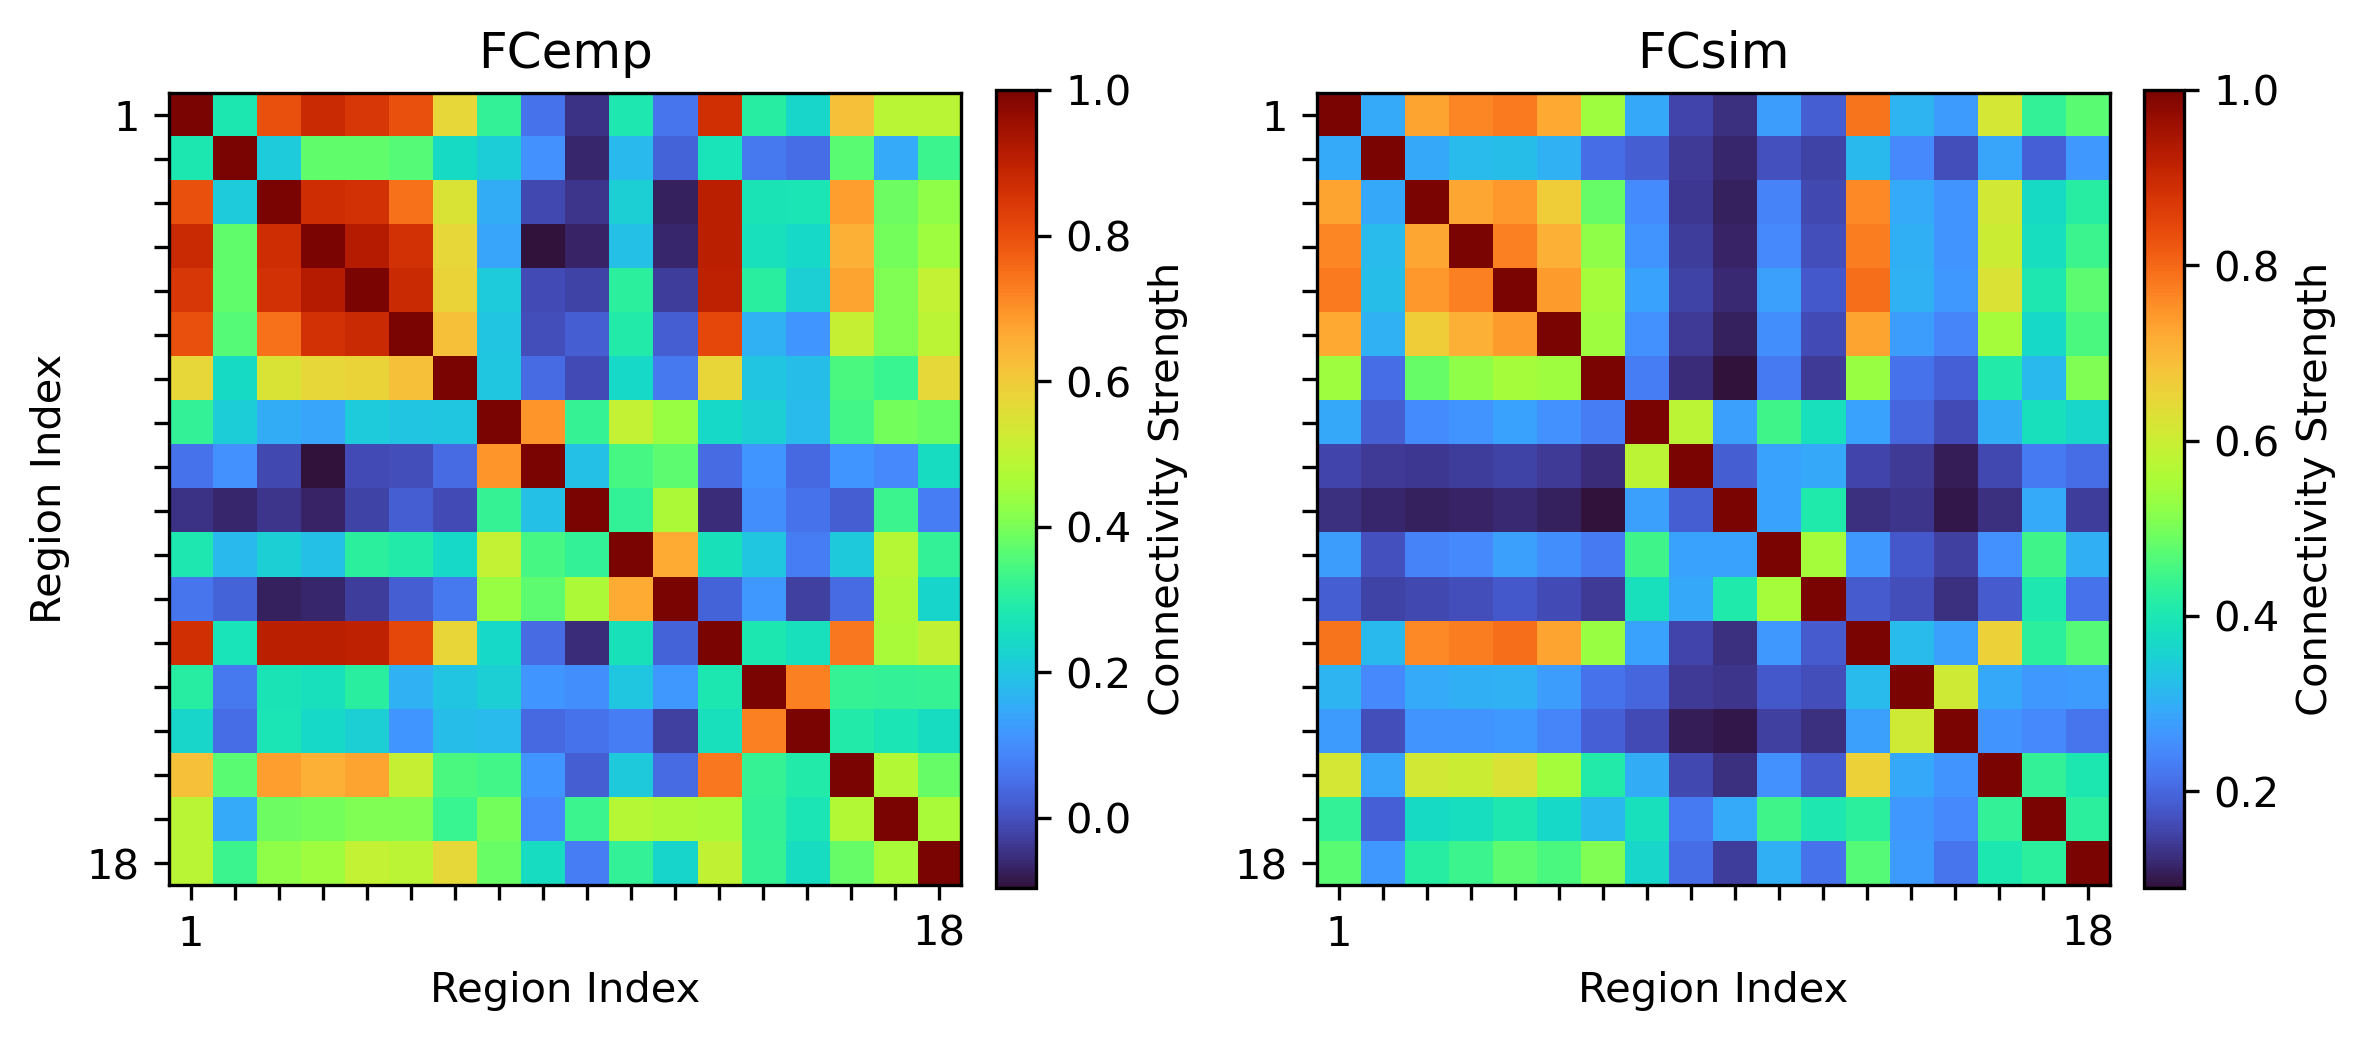 FCemp
FCsim
1
18
1
18
Region Index
Region Index
1.0
0.8
0.6
0.4
0.2
0.0
Connectivity Strength
1
18
1
18
Region Index
Region Index
1.0
0.8
0.6
0.4
0.2
Connectivity Strength